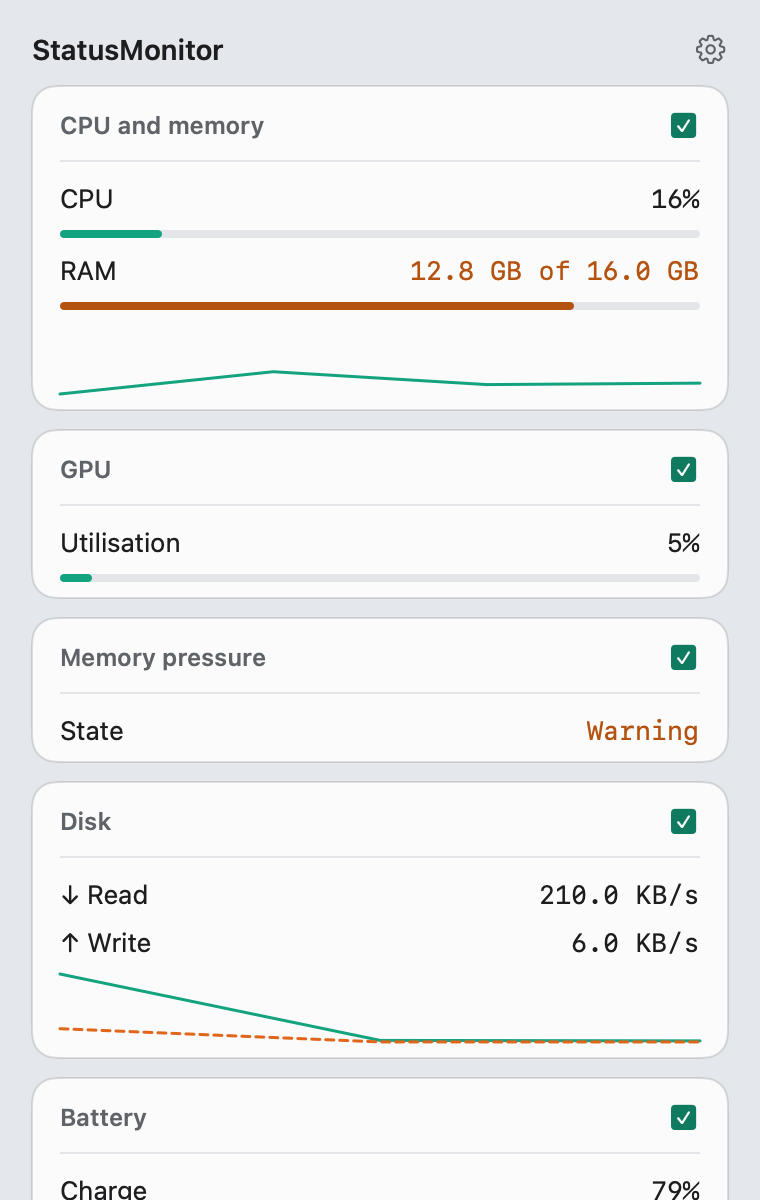 StatusMonitor
CPU and memory
CPU 16%
RAM 12.8 GB of 16.0 GB
GPU
Utilisation 5%
Memory pressure
State Warning
Disk
↓ Read 210.0 KB/s
↑ Write 6.0 KB/s
Battery
Charge 79%